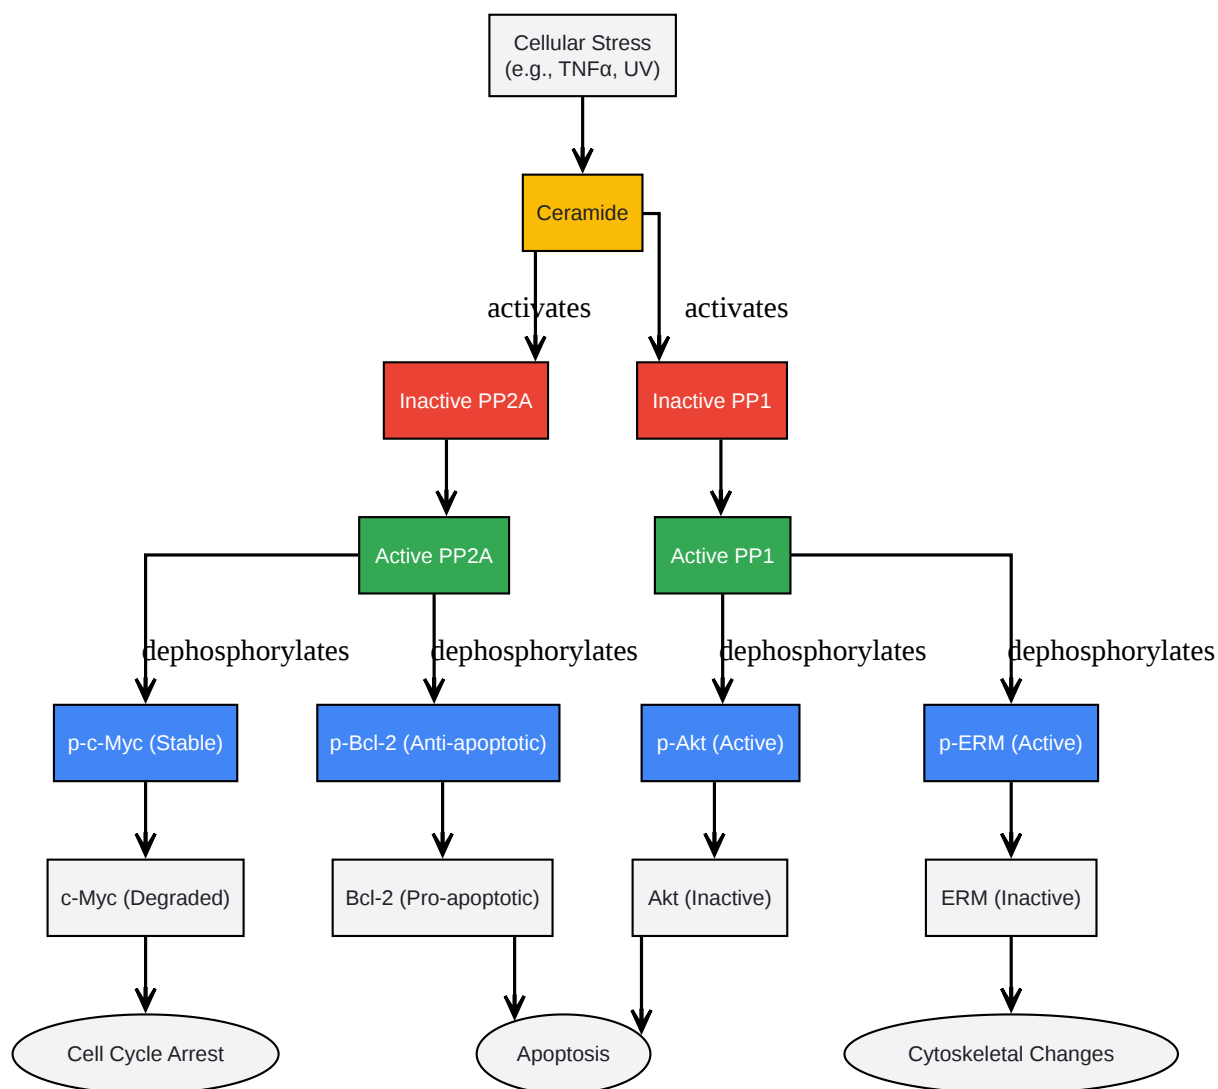 Cellular Stress
(e.g., TNFα, UV)
Ceramide
activates
activates
Inactive PP2A
Inactive PP1
Active PP2A
Active PP1
dephosphorylates
dephosphorylates
dephosphorylates
dephosphorylates
p-c-Myc (Stable)
p-Bcl-2 (Anti-apoptotic)
p-Akt (Active)
p-ERM (Active)
c-Myc (Degraded)
Bcl-2 (Pro-apoptotic)
Akt (Inactive)
ERM (Inactive)
Cell Cycle Arrest
Apoptosis
Cytoskeletal Changes